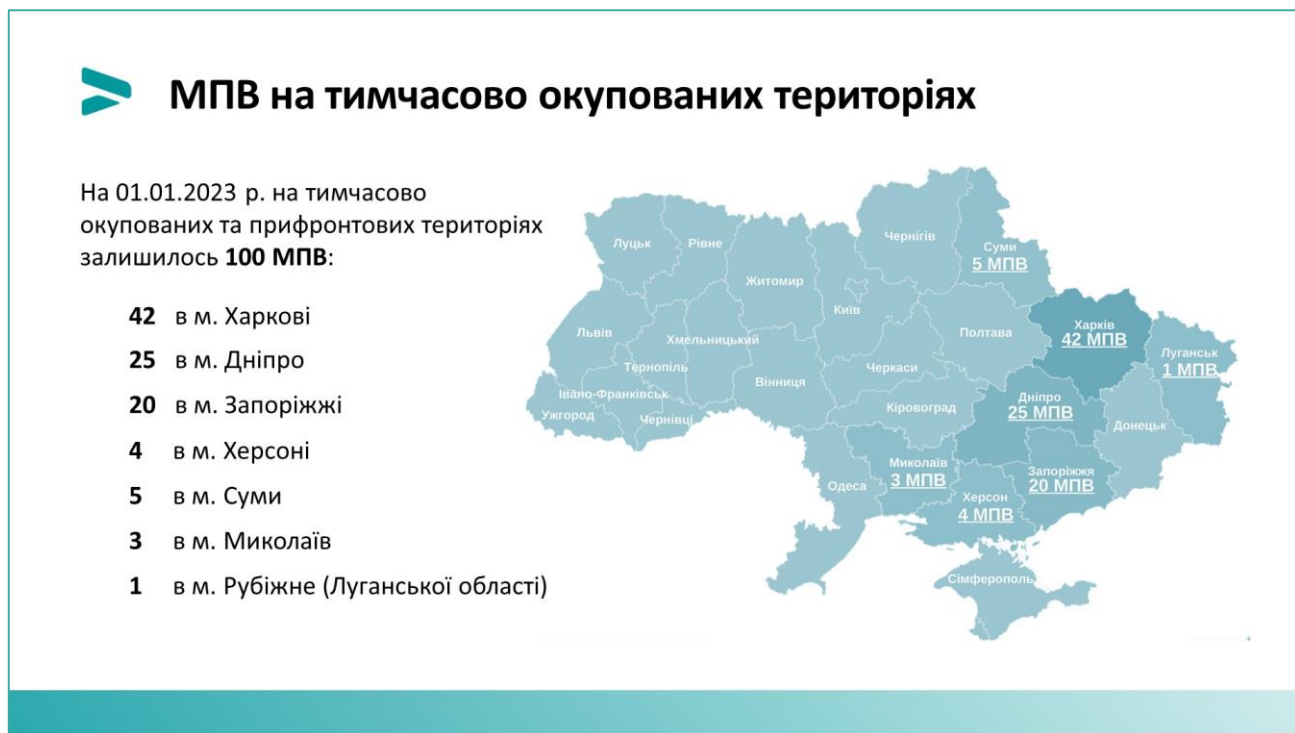 МПВ на тимчасово окупованих територіях
На 01.01.2023 р. на тимчасово
окупованих та прифронтових територіях
залишилось 100 МПВ:
42 в м. Харкові
25 в м. Дніпро
20 в м. Запоріжжі
4 в м. Херсоні
5 в м. Суми
3 в м. Миколаїв
1 в м. Рубіжне (Луганської області)
Луцьк
Рівне
Житомир
Київ
Чернігів
Суми
5 МПВ
Львів
Тернопіль
Хмельницький
Вінниця
Черкаси
Полтава
Харків
42 МПВ
Луганськ
1 МПВ
Ужгород
Івано-Франківськ
Чернівці
Кіровоград
Дніпро
25 МПВ
Донецьк
Одеса
Миколаїв
3 МПВ
Херсон
4 МПВ
Запоріжжя
20 МПВ
Сімферополь